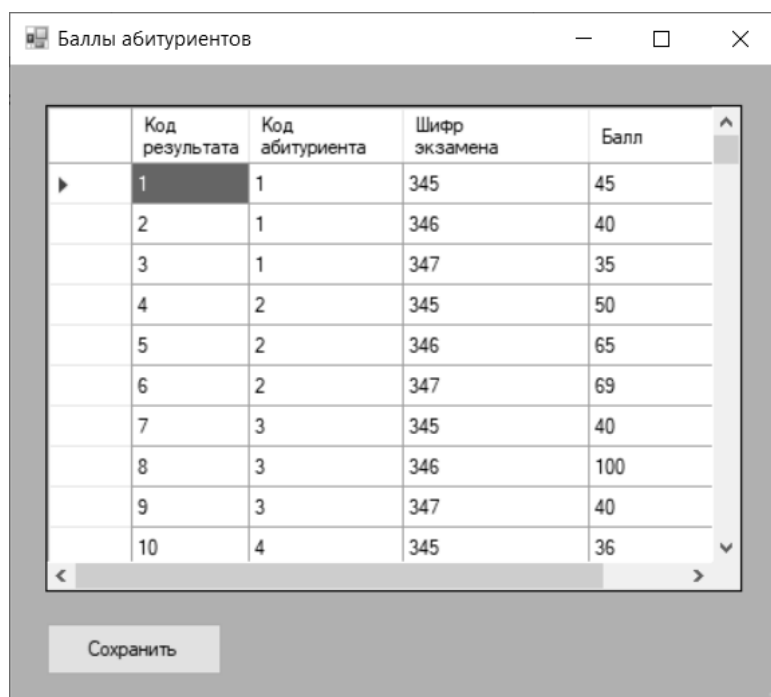 Баллы абитуриентов
Код результата Код абитуриента Шифр экзамена Балл
1 1 345 45
2 1 346 40
3 1 347 35
4 2 345 50
5 2 346 65
6 2 347 69
7 3 345 40
8 3 346 100
9 3 347 40
10 4 345 36
Сохранить